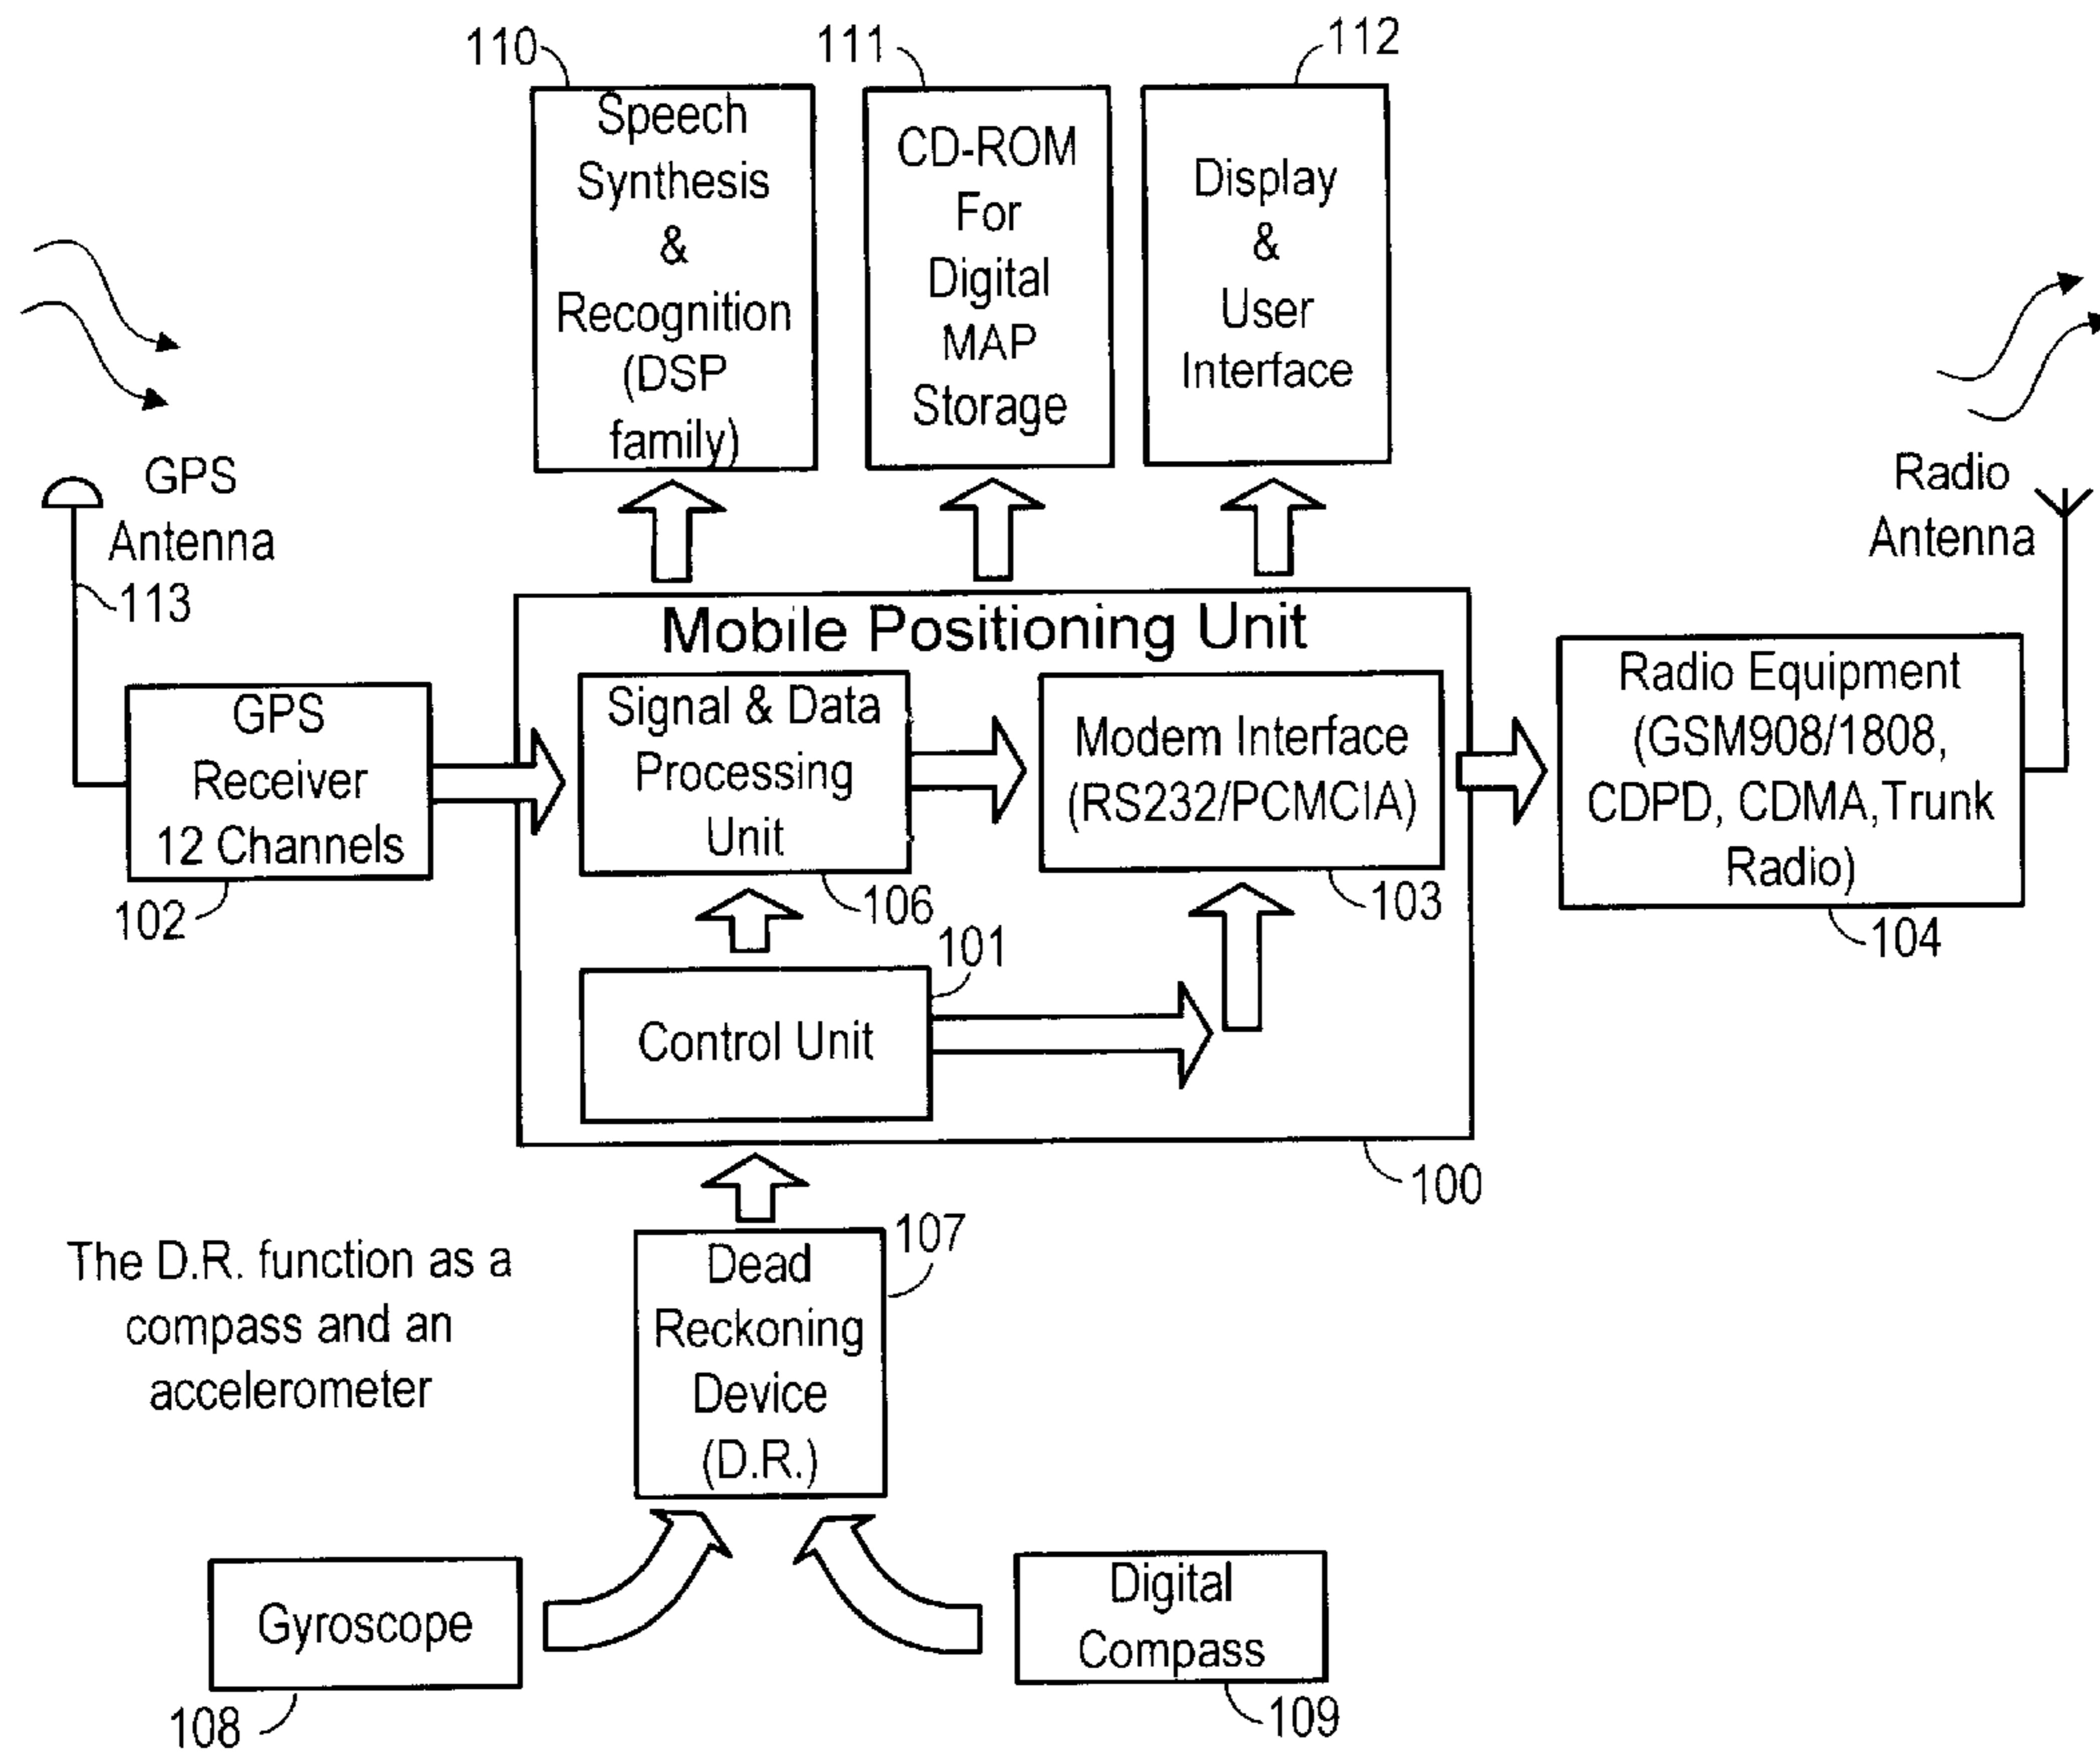 110
111
112
Speech
Synthesis
&
Recognition
(DSP
family)
CD-ROM
For
Digital
MAP
Storage
Display
&
User
Interface
GPS
Antenna
113
Radio
Antenna
Mobile Positioning Unit
GPS
Receiver
12 Channels
102
Signal & Data
Processing
Unit
106
Modem Interface
(RS232/PCMCIA)
103
Radio Equipment
(GSM908/1808,
CDPD, CDMA,Trunk
Radio)
104
101
Control Unit
100
107
The D.R. function as a
compass and an
accelerometer
Dead
Reckoning
Device
(D.R.)
Gyroscope
108
Digital
Compass
109